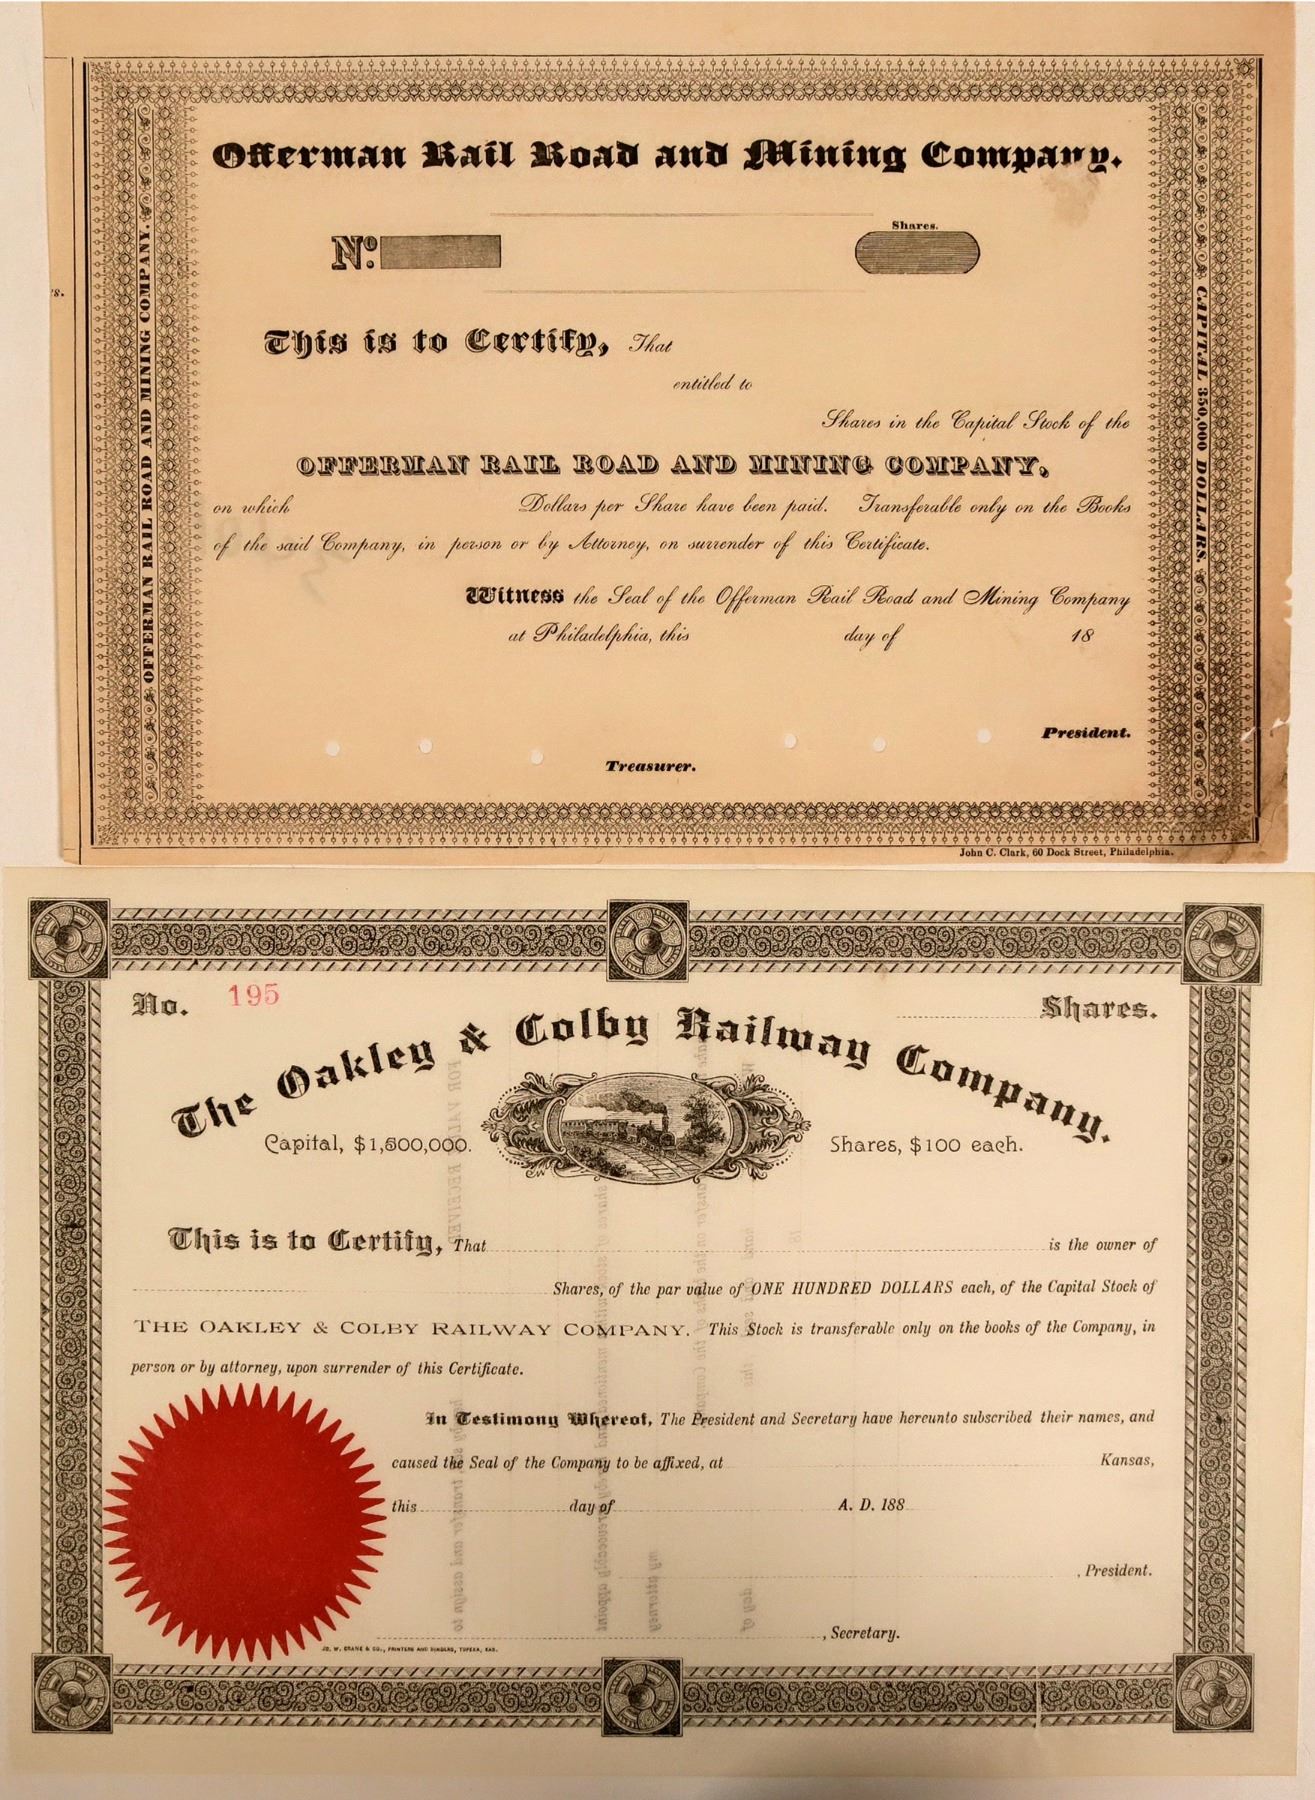 Offerman Rail Road and Mining Company.
No.
Shares.
This is to Certify, That
entitled to
Shares in the Capital Stock of the
OFFERMAN RAIL ROAD AND MINING COMPANY,
on which Dollars per Share have been paid. Transferable only on the Books
of the said Company, in person or by Attorney, on surrender of this Certificate.
Witness the Seal of the Offerman Rail Road and Mining Company
at Philadelphia, this day of 18
President.
Treasurer.
OFFERMAN RAIL ROAD AND MINING COMPANY.
CAPITAL 350,000 DOLLARS.
John C. Clark, 60 Dock Street, Philadelphia.
No. 195
Shares.
The Oakley & Colby Railway Company.
Capital, $1,500,000.
Shares, $100 each.
This is to Certify, That is the owner of
Shares, of the par value of ONE HUNDRED DOLLARS each, of the Capital Stock of
THE OAKLEY & COLBY RAILWAY COMPANY. This Stock is transferable only on the books of the Company, in
person or by attorney, upon surrender of this Certificate.
In Testimony Whereof, The President and Secretary have hereunto subscribed their names, and
caused the Seal of the Company to be affixed, at Kansas,
this day of A. D. 188
, President.
, Secretary.
CRANE & CO., PRINTERS AND BINDERS, TOPEKA, KAS.